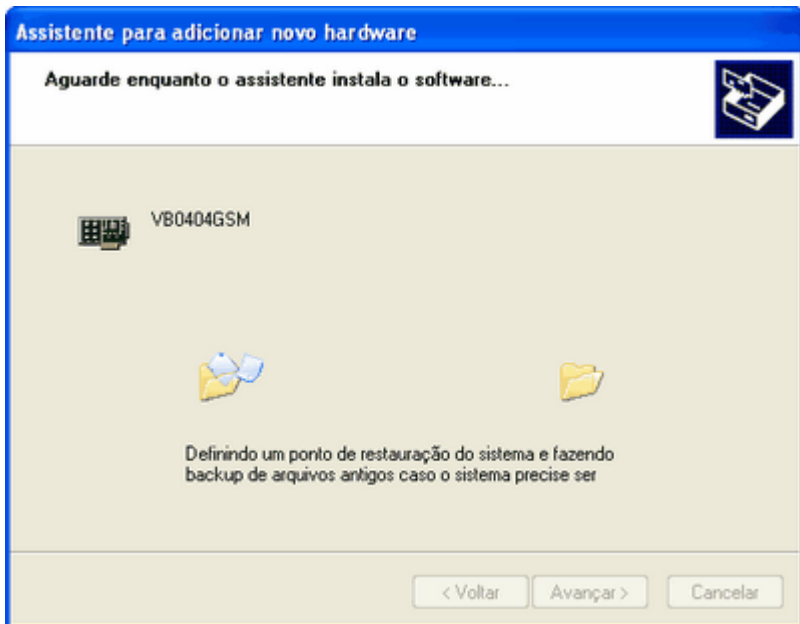 Assistente para adicionar novo hardware
Aguarde enquanto o assistente instala o software...
VB0404GSM
Definindo um ponto de restauração do sistema e fazendo
backup de arquivos antigos caso o sistema precise ser
< Voltar
Avançar >
Cancelar